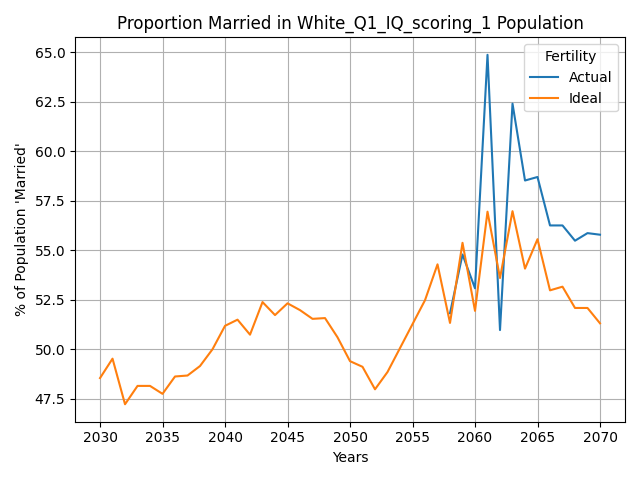 Proportion Married in White_Q1_IQ_scoring_1 Population
Fertility
Actual
Ideal
65.0
62.5
60.0
57.5
55.0
52.5
50.0
47.5
% of Population 'Married'
2030
2035
2040
2045
2050
2055
2060
2065
2070
Years